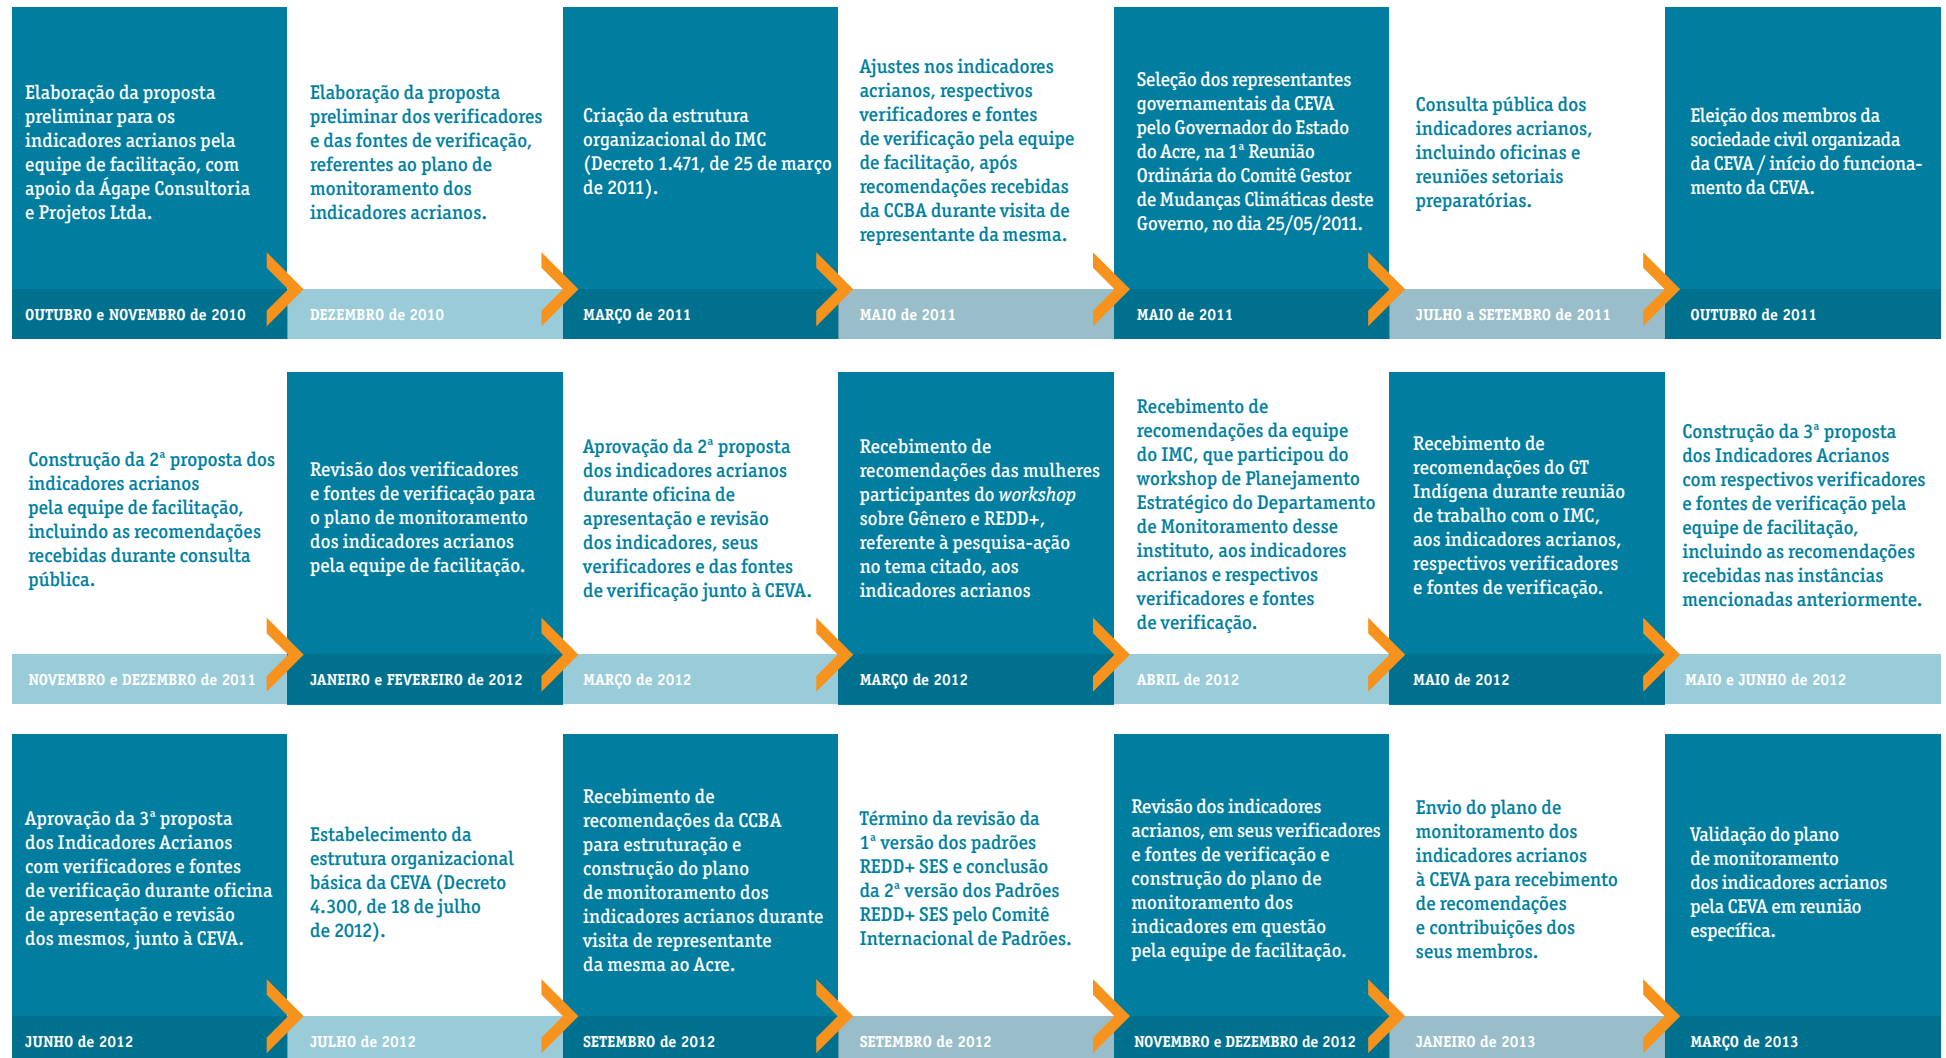 Elaboração da proposta
preliminar para os
indicadores acrianos pela
equipe de facilitação, com
apoio da Ágape Consultoria
e Projetos Ltda.
OUTUBRO e NOVEMBRO de 2010
Elaboração da proposta
preliminar dos verificadores
e das fontes de verificação,
referentes ao plano de
monitoramento dos
indicadores acrianos.
DEZEMBRO de 2010
Criação da estrutura
organizacional do IMC
(Decreto 1.471, de 25 de março
de 2011).
MARÇO de 2011
Ajustes nos indicadores
acrianos, respectivos
verificadores e fontes
de verificação pela equipe
de facilitação, após
recomendações recebidas
da CCBA durante visita de
representante da mesma.
MAIO de 2011
Seleção dos representantes
governamentais da CEVA
pelo Governador do Estado
do Acre, na 1ª Reunião
Ordinária do Comitê Gestor
de Mudanças Climáticas deste
Governo, no dia 25/05/2011.
MAIO de 2011
Consulta pública dos
indicadores acrianos,
incluindo oficinas e
reuniões setoriais
preparatórias.
JULHO a SETEMBRO de 2011
Eleição dos membros da
sociedade civil organizada
da CEVA / início do funciona-
mento da CEVA.
OUTUBRO de 2011
Construção da 2ª proposta dos
indicadores acrianos
pela equipe de facilitação,
incluindo as recomendações
recebidas durante consulta
pública.
NOVEMBRO e DEZEMBRO de 2011
Revisão dos verificadores
e fontes de verificação para
o plano de monitoramento
dos indicadores acrianos
pela equipe de facilitação.
JANEIRO e FEVEREIRO de 2012
Aprovação da 2ª proposta
dos indicadores acrianos
durante oficina de
apresentação e revisão
dos indicadores, seus
verificadores e das fontes
de verificação junto à CEVA.
MARÇO de 2012
Recebimento de
recomendações das mulheres
participantes do workshop
sobre Gênero e REDD+,
referente à pesquisa-ação
no tema citado, aos
indicadores acrianos
MARÇO de 2012
Recebimento de
recomendações da equipe
do IMC, que participou do
workshop de Planejamento
Estratégico do Departamento
de Monitoramento desse
instituto, aos indicadores
acrianos e respectivos
verificadores e fontes
de verificação.
ABRIL de 2012
Recebimento de
recomendações do GT
Indígena durante reunião
de trabalho com o IMC,
aos indicadores acrianos,
respectivos verificadores
e fontes de verificação.
MAIO de 2012
Construção da 3ª proposta
dos Indicadores Acrianos
com respectivos verificadores
e fontes de verificação pela
equipe de facilitação,
incluindo as recomendações
recebidas nas instâncias
mencionadas anteriormente.
MAIO e JUNHO de 2012
Aprovação da 3ª proposta
dos Indicadores Acrianos
com verificadores e fontes
de verificação durante oficina
de apresentação e revisão
dos mesmos, junto à CEVA.
JUNHO de 2012
Estabelecimento da
estrutura organizacional
básica da CEVA (Decreto
4.300, de 18 de julho
de 2012).
JULHO de 2012
Recebimento de
recomendações da CCBA
para estruturação e
construção do plano
de monitoramento dos
indicadores acrianos durante
visita de representante
da mesma ao Acre.
SETEMBRO de 2012
Término da revisão da
1ª versão dos padrões
REDD+ SES e conclusão
da 2ª versão dos Padrões
REDD+ SES pelo Comitê
Internacional de Padrões.
SETEMBRO de 2012
Revisão dos indicadores
acrianos, em seus verificadores
e fontes de verificação e
construção do plano de
monitoramento dos
indicadores em questão
pela equipe de facilitação.
NOVEMBRO e DEZEMBRO de 2012
Envio do plano de
monitoramento dos
indicadores acrianos
à CEVA para recebimento
de recomendações
e contribuições dos
seus membros.
JANEIRO de 2013
Validação do plano
de monitoramento
dos indicadores acrianos
pela CEVA em reunião
específica.
MARÇO de 2013